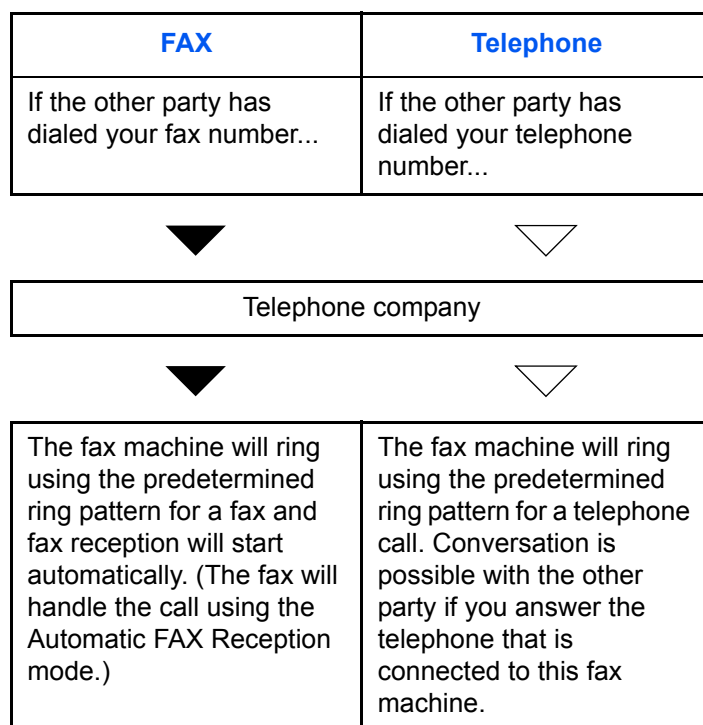 FAX
Telephone
If the other party has
dialed your fax number...
If the other party has
dialed your telephone
number...
Telephone company
The fax machine will ring
using the predetermined
ring pattern for a fax and
fax reception will start
automatically. (The fax will
handle the call using the
Automatic FAX Reception
mode.)
The fax machine will ring
using the predetermined
ring pattern for a telephone
call. Conversation is
possible with the other
party if you answer the
telephone that is
connected to this fax
machine.